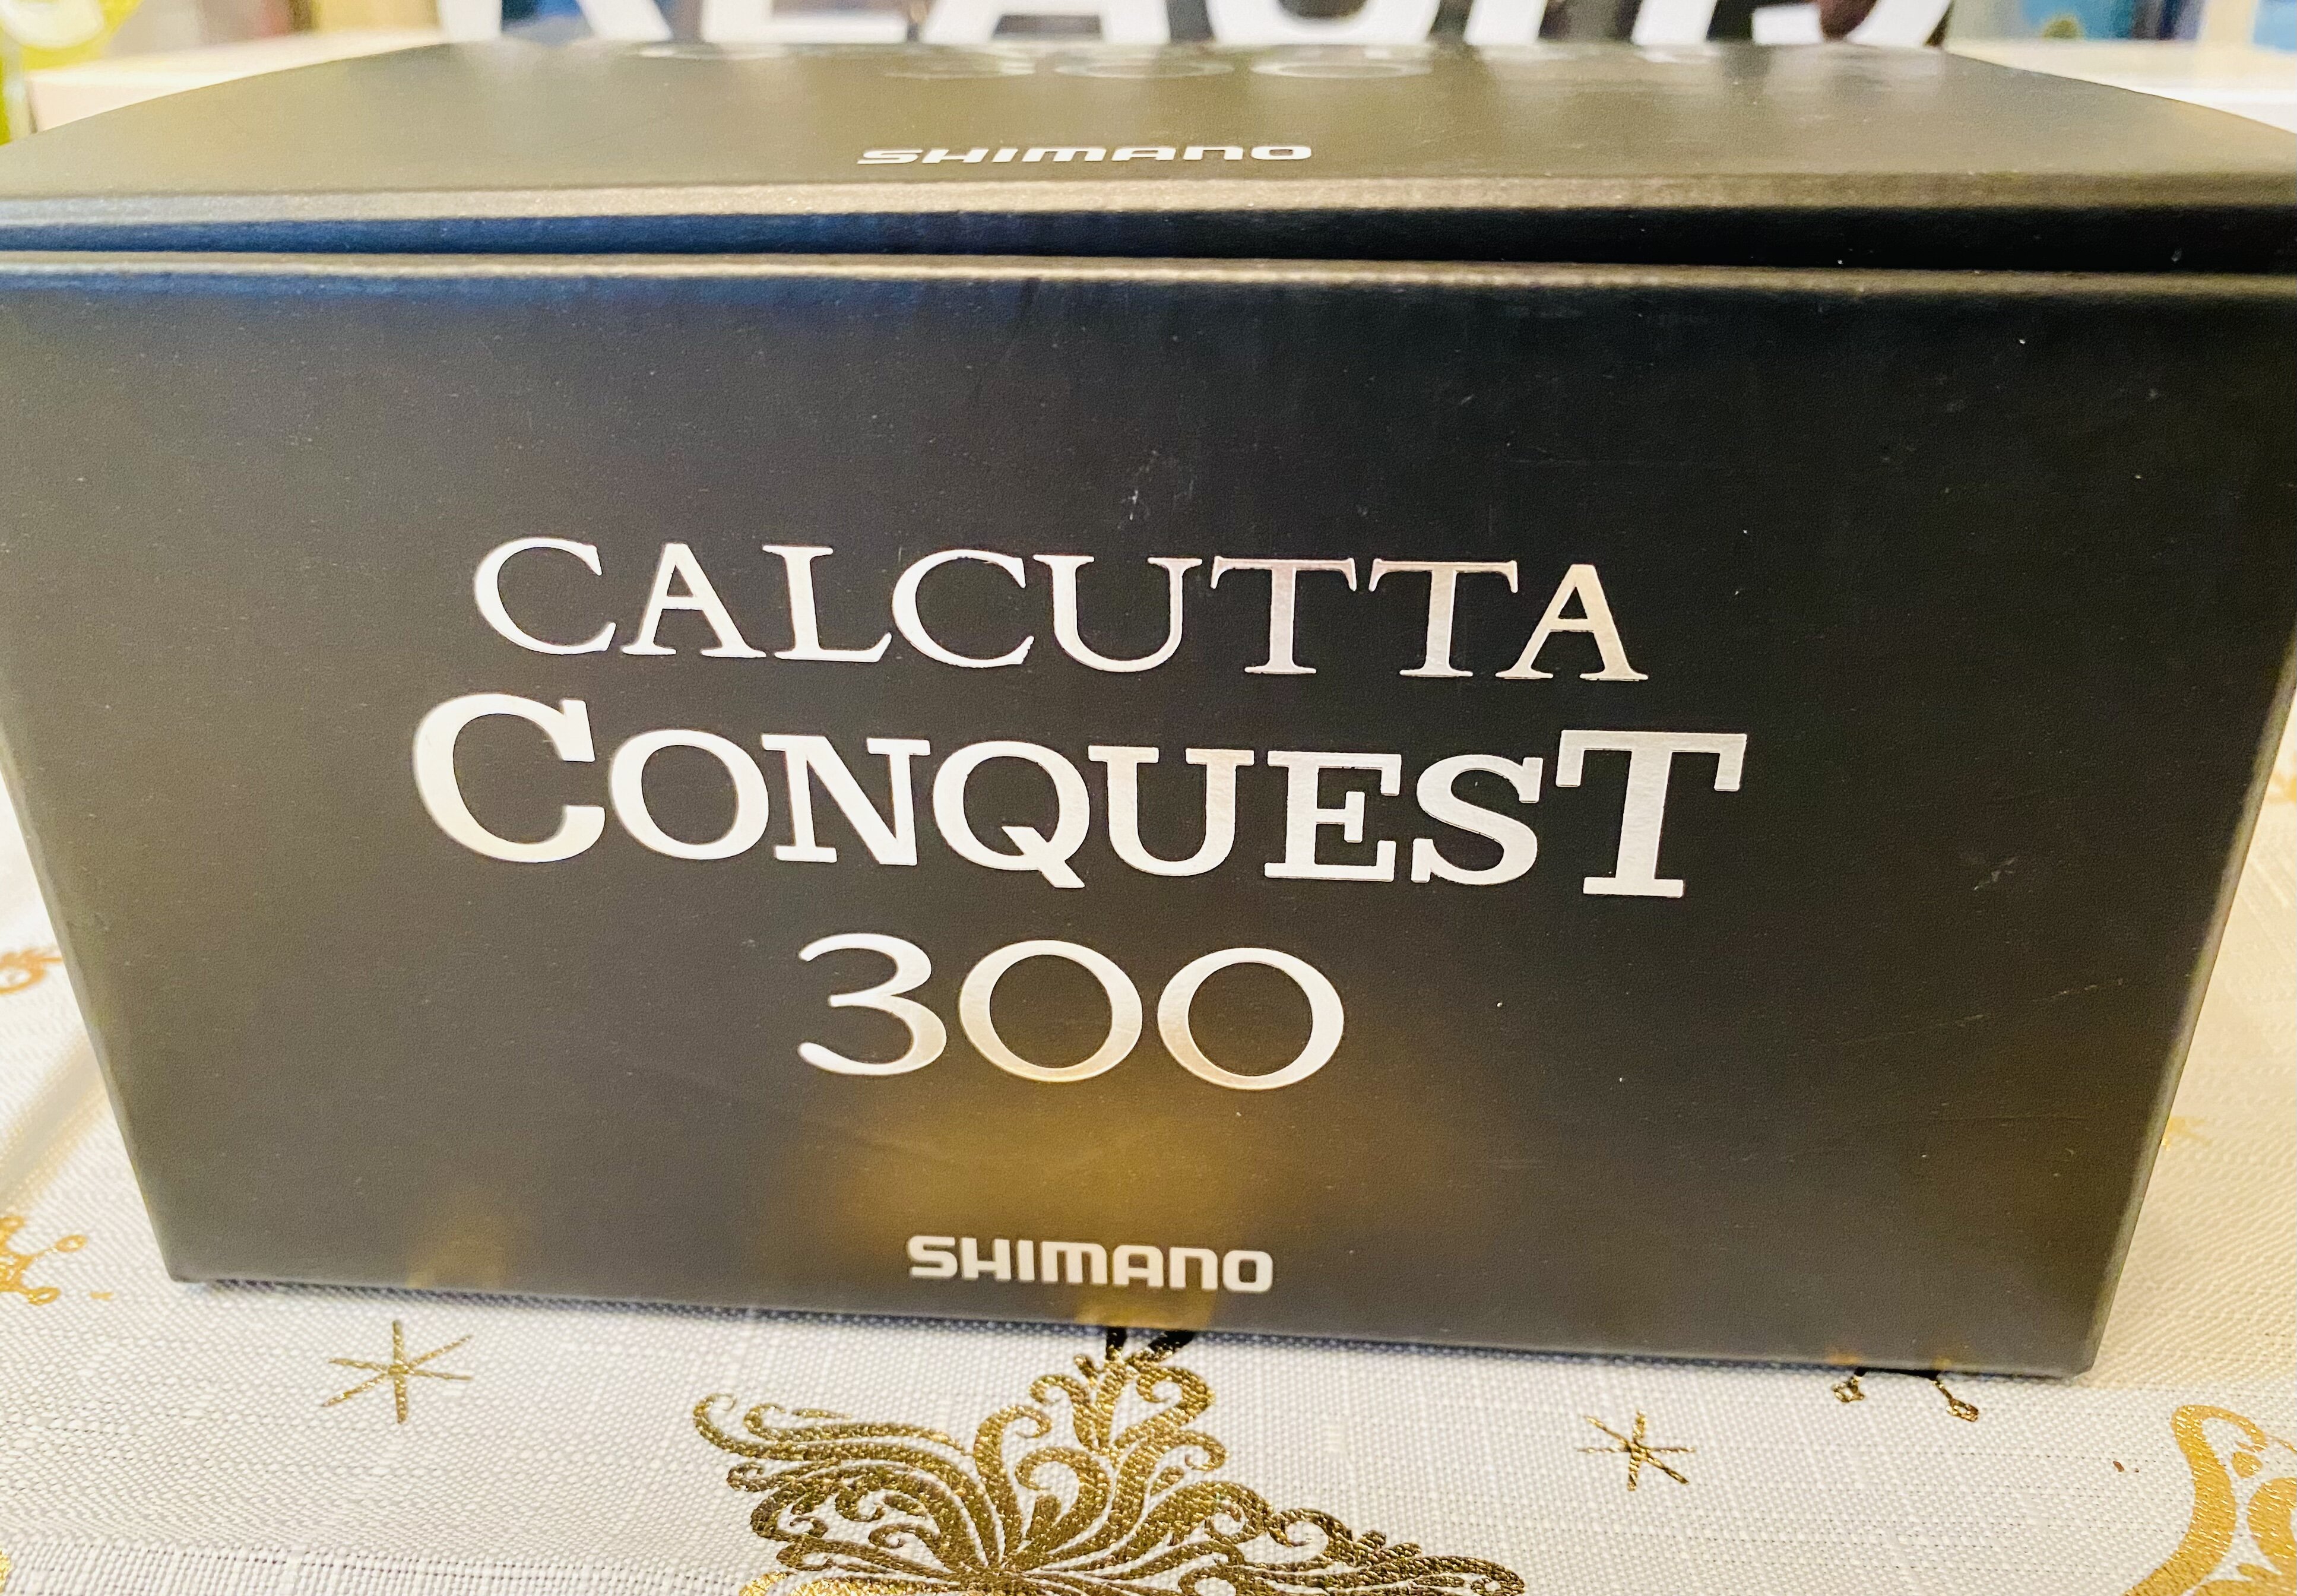 SHIMANO
CALCUTTA
CONQUEST
300
SHIMANO